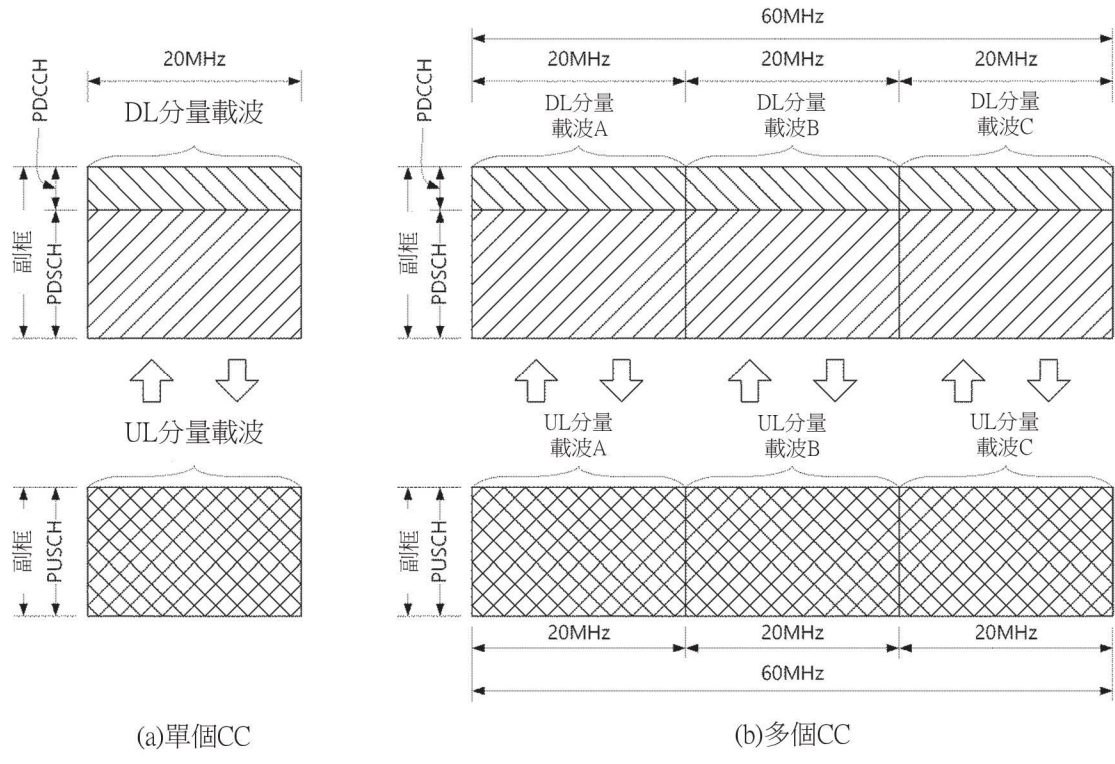 20MHz
DL分量載波
PDCCH
副框
PDSCH
UL分量載波
副框
PUSCH
(a)單個CC
60MHz
20MHz 20MHz 20MHz
DL分量
載波A
DL分量
載波B
DL分量
載波C
PDCCH
副框
PDSCH
UL分量
載波A
UL分量
載波B
UL分量
載波C
副框
PUSCH
20MHz 20MHz 20MHz
60MHz
(b)多個CC